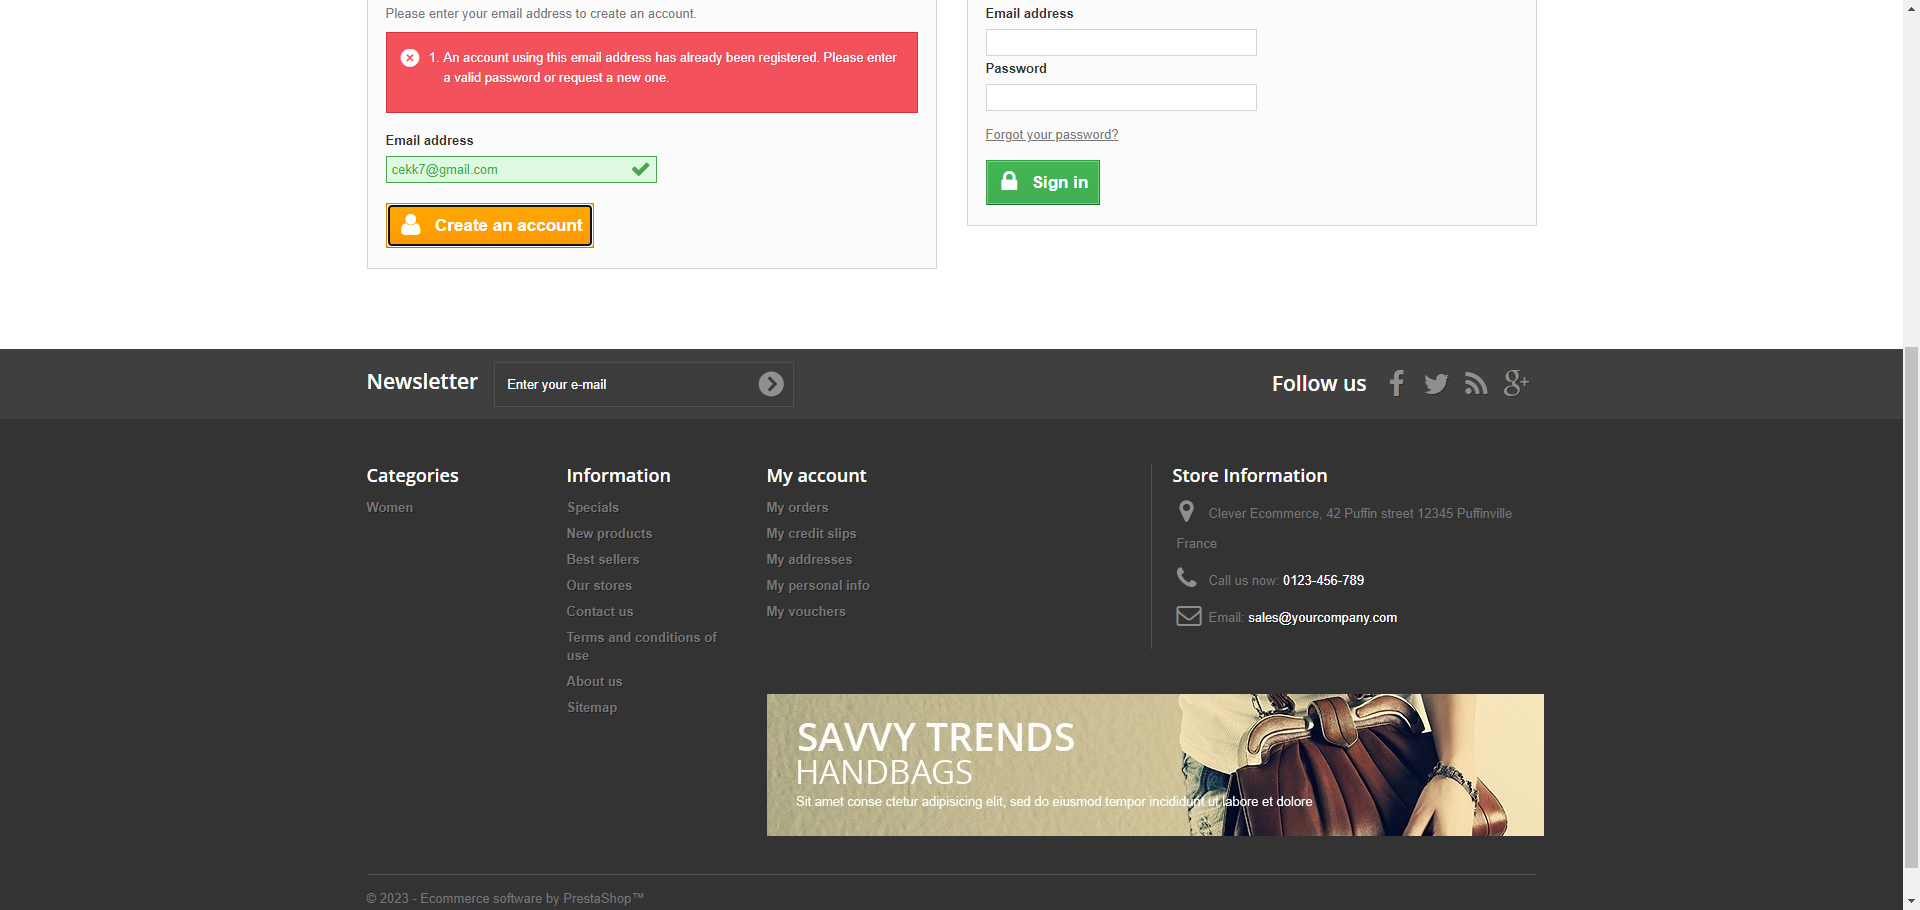 Please enter your email address to create an account.
1. An account using this email address has already been registered. Please enter
a valid password or request a new one.
Email address
cekk7@gmail.com
Create an account
Email address
Password
Forgot your password?
Sign in
Newsletter
Enter your e-mail
Follow us
Categories
Women
Information
Specials
New products
Best sellers
Our stores
Contact us
Terms and conditions of
use
About us
Sitemap
My account
My orders
My credit slips
My addresses
My personal info
My vouchers
Store Information
Clever Ecommerce, 42 Puffin street 12345 Puffinville
France
Call us now: 0123-456-789
Email: sales@yourcompany.com
SAVVY TRENDS
HANDBAGS
Sit amet conse ctetur adipisicing elit, sed do eiusmod tempor incididunt ut labore et dolore
© 2023 - Ecommerce software by PrestaShop™